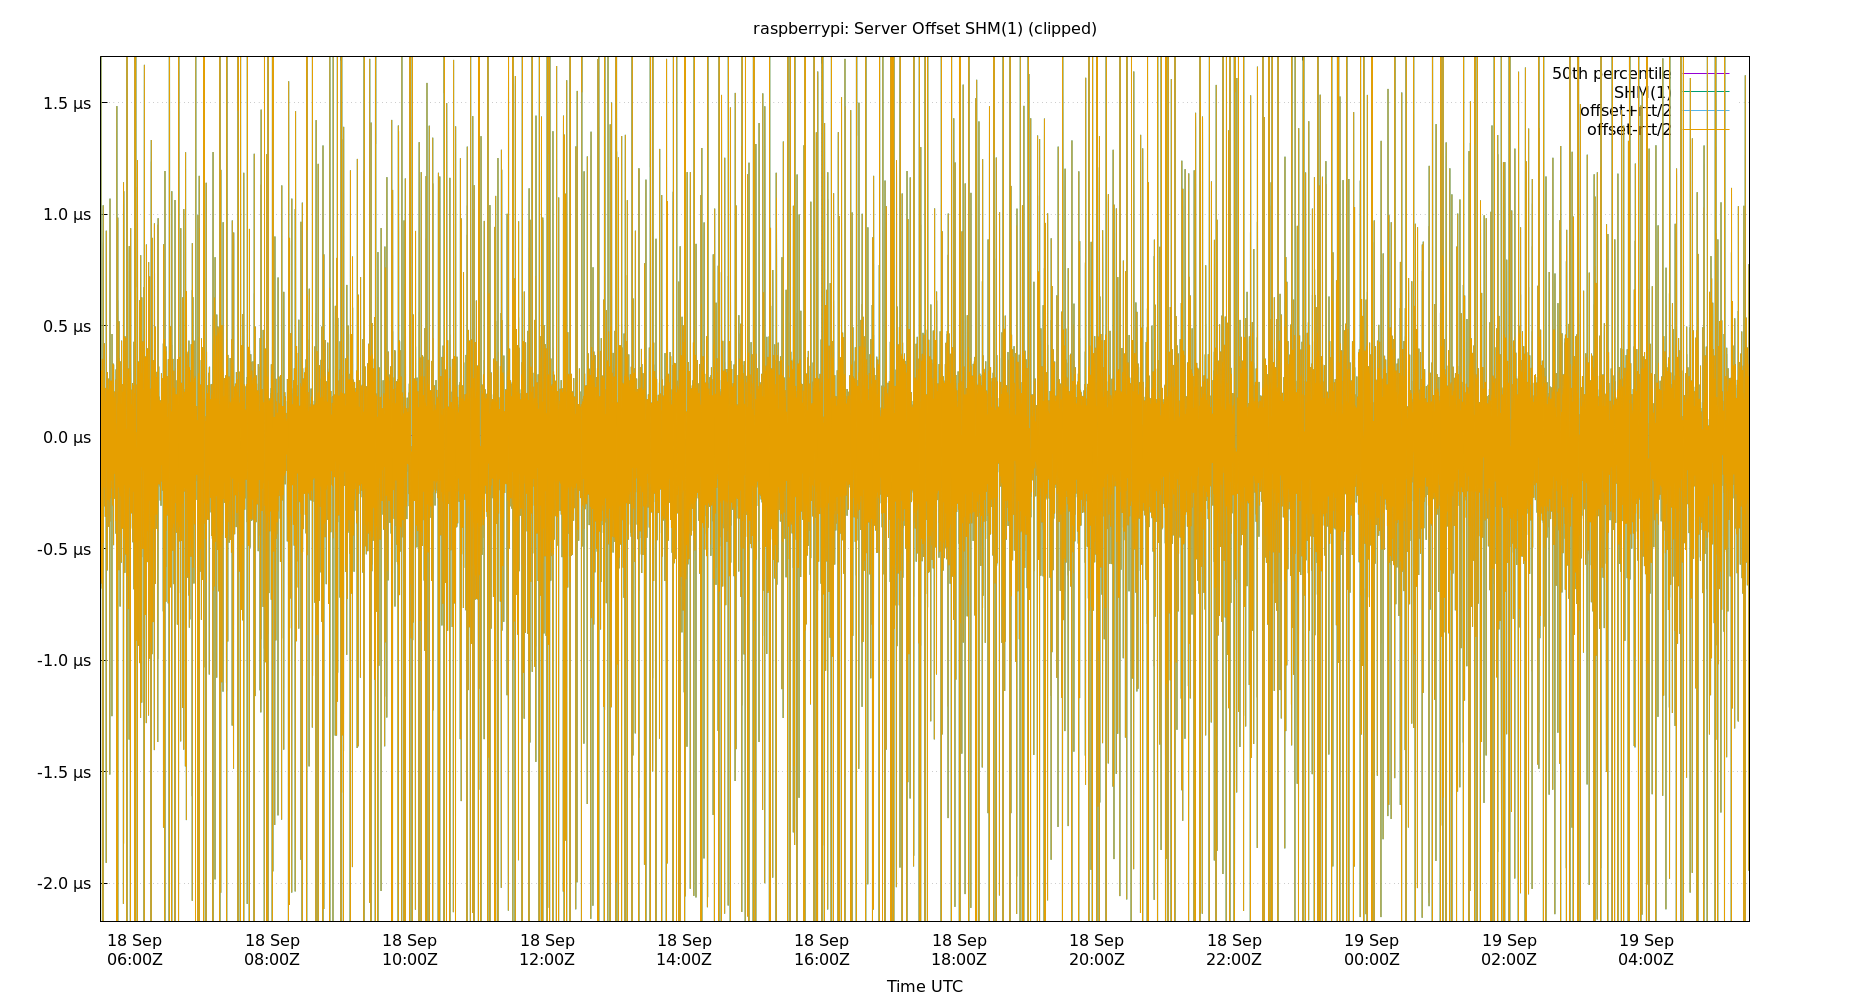 raspberrypi: Server Offset SHM(1) (clipped)
50th percentile
SHM(1)
offset+rtt/2
offset-rtt/2
1.5 µs
1.0 µs
0.5 µs
0.0 µs
-0.5 µs
-1.0 µs
-1.5 µs
-2.0 µs
18 Sep 18 Sep 18 Sep 18 Sep 18 Sep 18 Sep 18 Sep 18 Sep 18 Sep 19 Sep 19 Sep 19 Sep
06:00Z 08:00Z 10:00Z 12:00Z 14:00Z 16:00Z 18:00Z 20:00Z 22:00Z 00:00Z 02:00Z 04:00Z
Time UTC